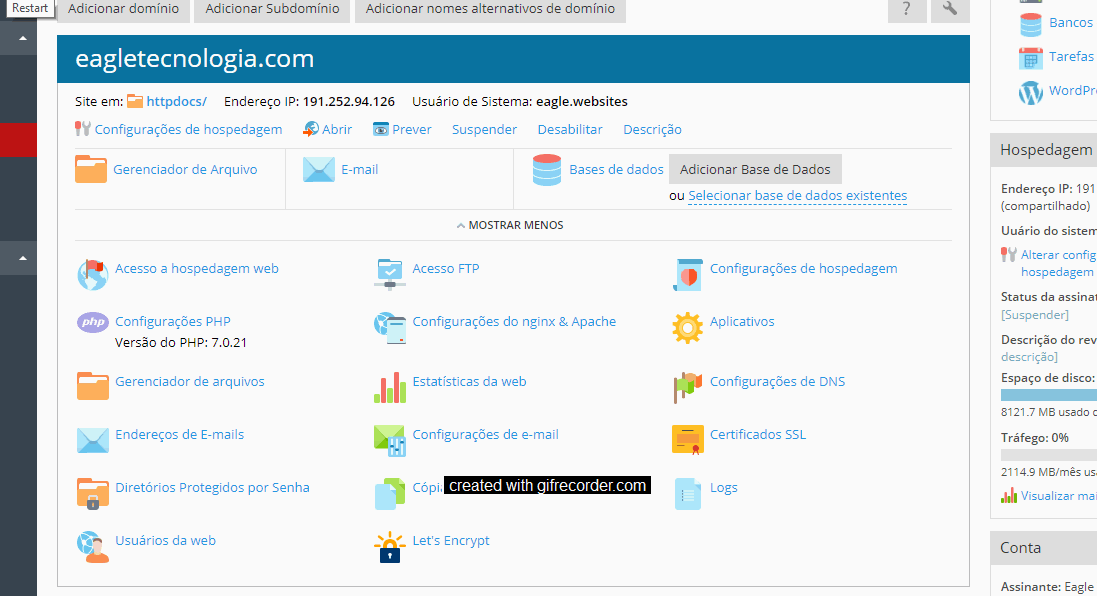 Restart
Adicionar domínio
Adicionar Subdomínio
Adicionar nomes alternativos de domínio
?
eagletecnologia.com
Site em: httpdocs/ Endereço IP: 191.252.94.126 Usuário de Sistema: eagle.websites
Configurações de hospedagem Abrir Prever Suspender Desabilitar Descrição
Gerenciador de Arquivo
E-mail
Bases de dados Adicionar Base de Dados
ou Selecionar base de dados existentes
MOSTRAR MENOS
Acesso a hospedagem web
Acesso FTP
Configurações de hospedagem
php
Configurações PHP
Versão do PHP: 7.0.21
Configurações do nginx & Apache
Aplicativos
Gerenciador de arquivos
Estatísticas da web
Configurações de DNS
Endereços de E-mails
Configurações de e-mail
Certificados SSL
Diretórios Protegidos por Senha
created with gifrecorder.com
Logs
Usuários da web
Let's Encrypt
Bancos
Tarefas
Hospedagem
Endereço IP: 191
(compartilhado)
Uuário do sistem
Alterar config
hospedagem
Status da assinat
[Suspender]
Descrição do rev
descrição]
Espaço de disco:
8121.7 MB usado
Tráfego: 0%
2114.9 MB/mês usa
Visualizar mai
Conta
Assinante: Eagle